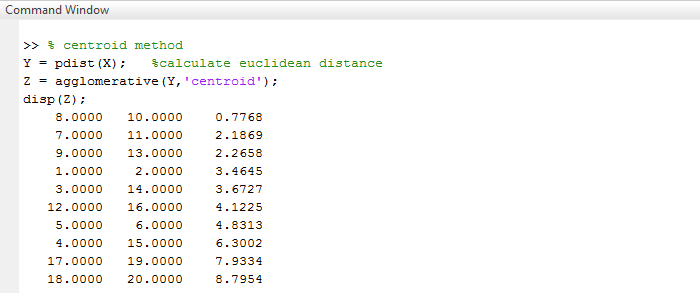 Command Window
>> % centroid method
Y = pdist(X);   %calculate euclidean distance
Z = agglomerative(Y,'centroid');
disp(Z);
8.0000   10.0000    0.7768
7.0000   11.0000    2.1869
9.0000   13.0000    2.2658
1.0000    2.0000    3.4645
3.0000   14.0000    3.6727
12.0000   16.0000    4.1225
5.0000    6.0000    4.8313
4.0000   15.0000    6.3002
17.0000   19.0000    7.9334
18.0000   20.0000    8.7954